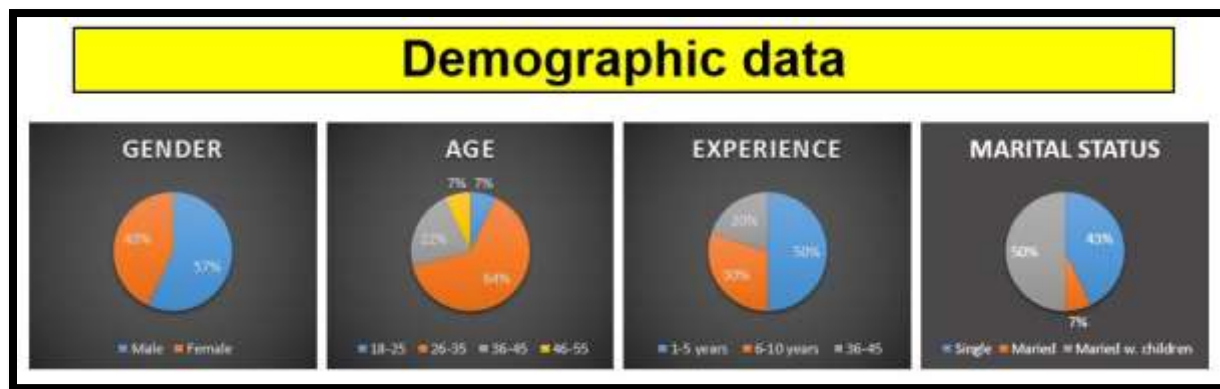 Demographic data
GENDER
43%
57%
Male Female
AGE
7% 7%
22%
64%
18-25 26-35 36-45 46-55
EXPERIENCE
20%
50%
30%
1-5 years 6-10 years 36-45
MARITAL STATUS
50%
43%
7%
Single Maried Maried w. children